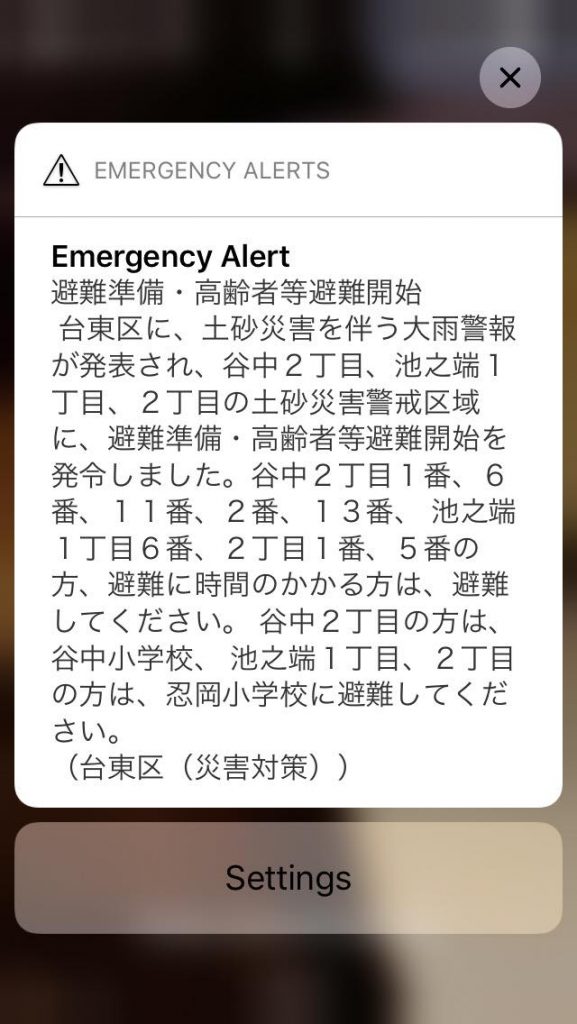 EMERGENCY ALERTS
Emergency Alert
避難準備・高齢者等避難開始
台東区に、土砂災害を伴う大雨警報
が発表され、谷中２丁目、池之端１
丁目、２丁目の土砂災害警戒区域
に、避難準備・高齢者等避難開始を
発令しました。谷中２丁目１番、６
番、１１番、２番、１３番、 池之端
１丁目６番、２丁目１番、５番の
方、避難に時間のかかる方は、避難
してください。 谷中２丁目の方は、
谷中小学校、 池之端１丁目、２丁目
の方は、忍岡小学校に避難してくだ
さい。
（台東区（災害対策））
Settings